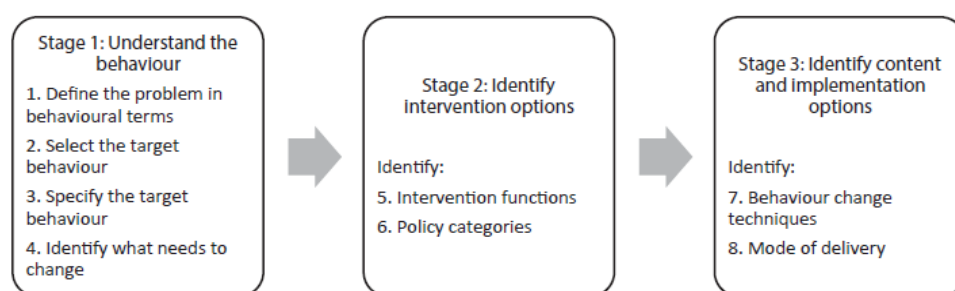 Stage 1: Understand the
behaviour
1. Define the problem in
behavioural terms
2. Select the target
behaviour
3. Specify the target
behaviour
4. Identify what needs to
change
Stage 2: Identify
intervention options
Identify:
5. Intervention functions
6. Policy categories
Stage 3: Identify content
and implementation
options
Identify:
7. Behaviour change
techniques
8. Mode of delivery